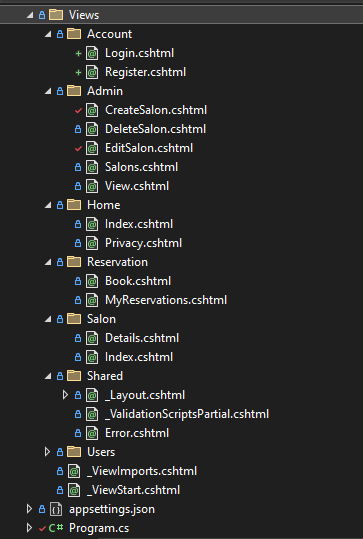 Views
Account
Login.cshtml
Register.cshtml
Admin
CreateSalon.cshtml
DeleteSalon.cshtml
EditSalon.cshtml
Salons.cshtml
View.cshtml
Home
Index.cshtml
Privacy.cshtml
Reservation
Book.cshtml
MyReservations.cshtml
Salon
Details.cshtml
Index.cshtml
Shared
_Layout.cshtml
_ValidationScriptsPartial.cshtml
Error.cshtml
Users
_ViewImports.cshtml
_ViewStart.cshtml
appsettings.json
C# Program.cs